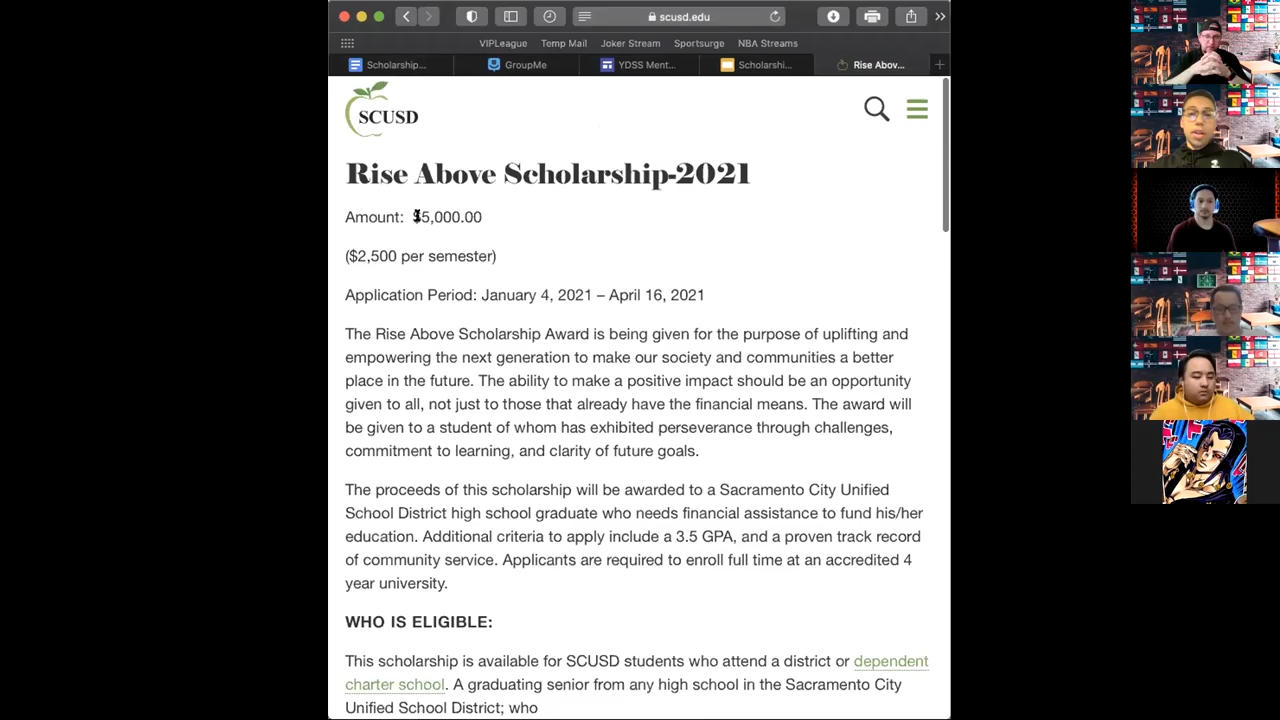 scusd.edu
VIPLeague Temp Mail Joker Stream Sportsurge NBA Streams
Scholarship... GroupMe YDSS Ment... Scholarshi... Rise Abov...
SCUSD
Rise Above Scholarship-2021
Amount: $5,000.00
($2,500 per semester)
Application Period: January 4, 2021 – April 16, 2021
The Rise Above Scholarship Award is being given for the purpose of uplifting and
empowering the next generation to make our society and communities a better
place in the future. The ability to make a positive impact should be an opportunity
given to all, not just to those that already have the financial means. The award will
be given to a student of whom has exhibited perseverance through challenges,
commitment to learning, and clarity of future goals.
The proceeds of this scholarship will be awarded to a Sacramento City Unified
School District high school graduate who needs financial assistance to fund his/her
education. Additional criteria to apply include a 3.5 GPA, and a proven track record
of community service. Applicants are required to enroll full time at an accredited 4
year university.
WHO IS ELIGIBLE:
This scholarship is available for SCUSD students who attend a district or dependent
charter school. A graduating senior from any high school in the Sacramento City
Unified School District; who